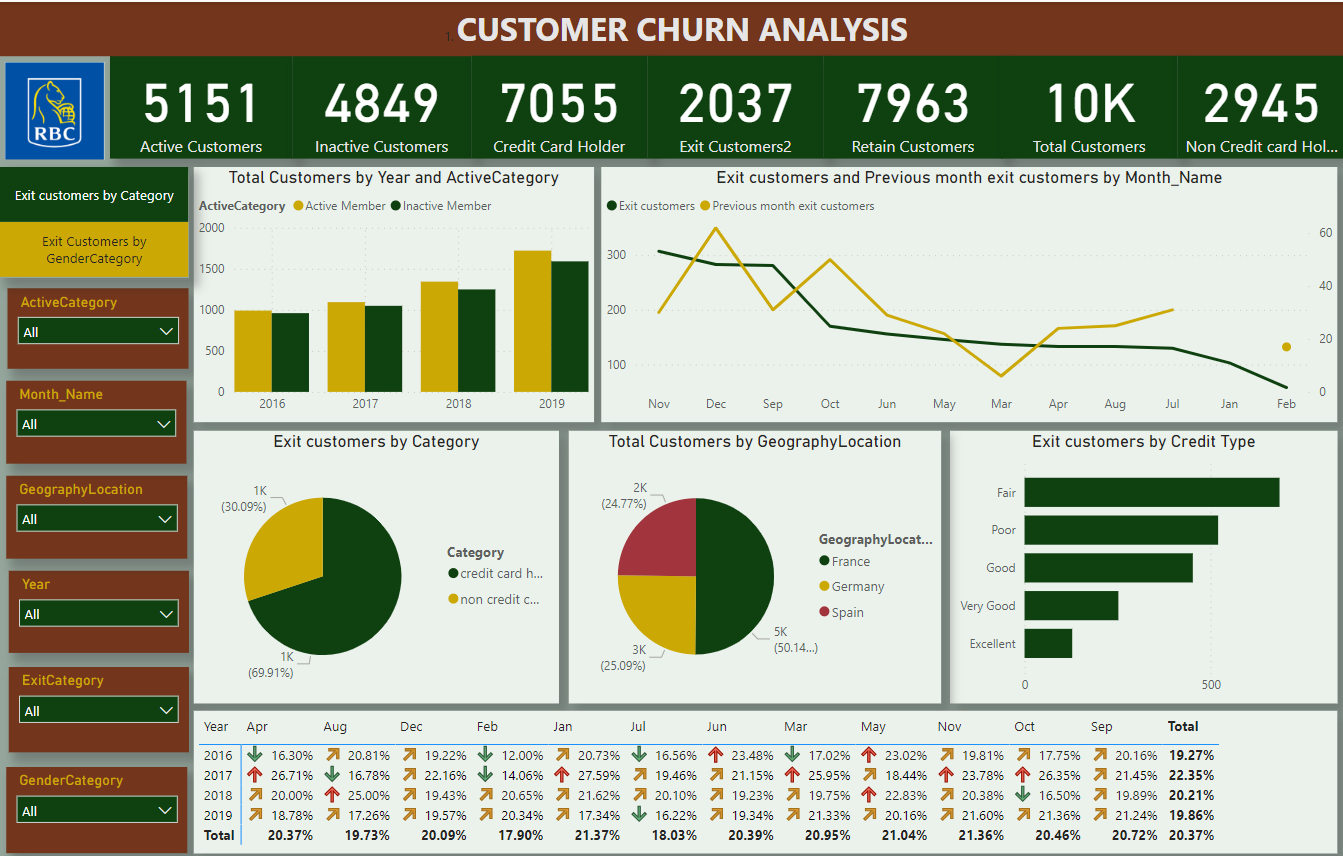 1. CUSTOMER CHURN ANALYSIS
RBC
5151 4849 7055 2037 7963 10K 2945
Active Customers Inactive Customers Credit Card Holder Exit Customers2 Retain Customers Total Customers Non Credit card Hol...
Exit customers by Category
Exit Customers by
GenderCategory
ActiveCategory
All
Month_Name
All
GeographyLocation
All
Year
All
ExitCategory
All
GenderCategory
All
Total Customers by Year and ActiveCategory
ActiveCategory Active Member Inactive Member
2000
1500
1000
500
0
2016 2017 2018 2019
Exit customers and Previous month exit customers by Month_Name
Exit customers Previous month exit customers
300
200
100
60
40
20
0
Nov Dec Sep Oct Jun May Mar Apr Aug Jul Jan Feb
Exit customers by Category
1K
(30.09%)
1K
(69.91%)
Category
credit card h...
non credit c...
Total Customers by GeographyLocation
2K
(24.77%)
3K
(25.09%)
5K
(50.14...)
GeographyLocat...
France
Germany
Spain
Exit customers by Credit Type
Fair
Poor
Good
Very Good
Excellent
0 500
Year Apr Aug Dec Feb Jan Jul Jun Mar May Nov Oct Sep Total
2016 16.30% 20.81% 19.22% 12.00% 20.73% 16.56% 23.48% 17.02% 23.02% 19.81% 17.75% 20.16% 19.27%
2017 26.71% 16.78% 22.16% 14.06% 27.59% 19.46% 21.15% 25.95% 18.44% 23.78% 26.35% 21.45% 22.35%
2018 20.00% 25.00% 19.43% 20.65% 21.62% 20.10% 19.23% 19.75% 22.83% 20.38% 16.50% 19.89% 20.21%
2019 18.78% 17.26% 19.57% 20.34% 17.34% 16.22% 19.34% 21.33% 20.16% 21.60% 21.36% 21.24% 19.86%
Total 20.37% 19.73% 20.09% 17.90% 21.37% 18.03% 20.39% 20.95% 21.04% 21.36% 20.46% 20.72% 20.37%